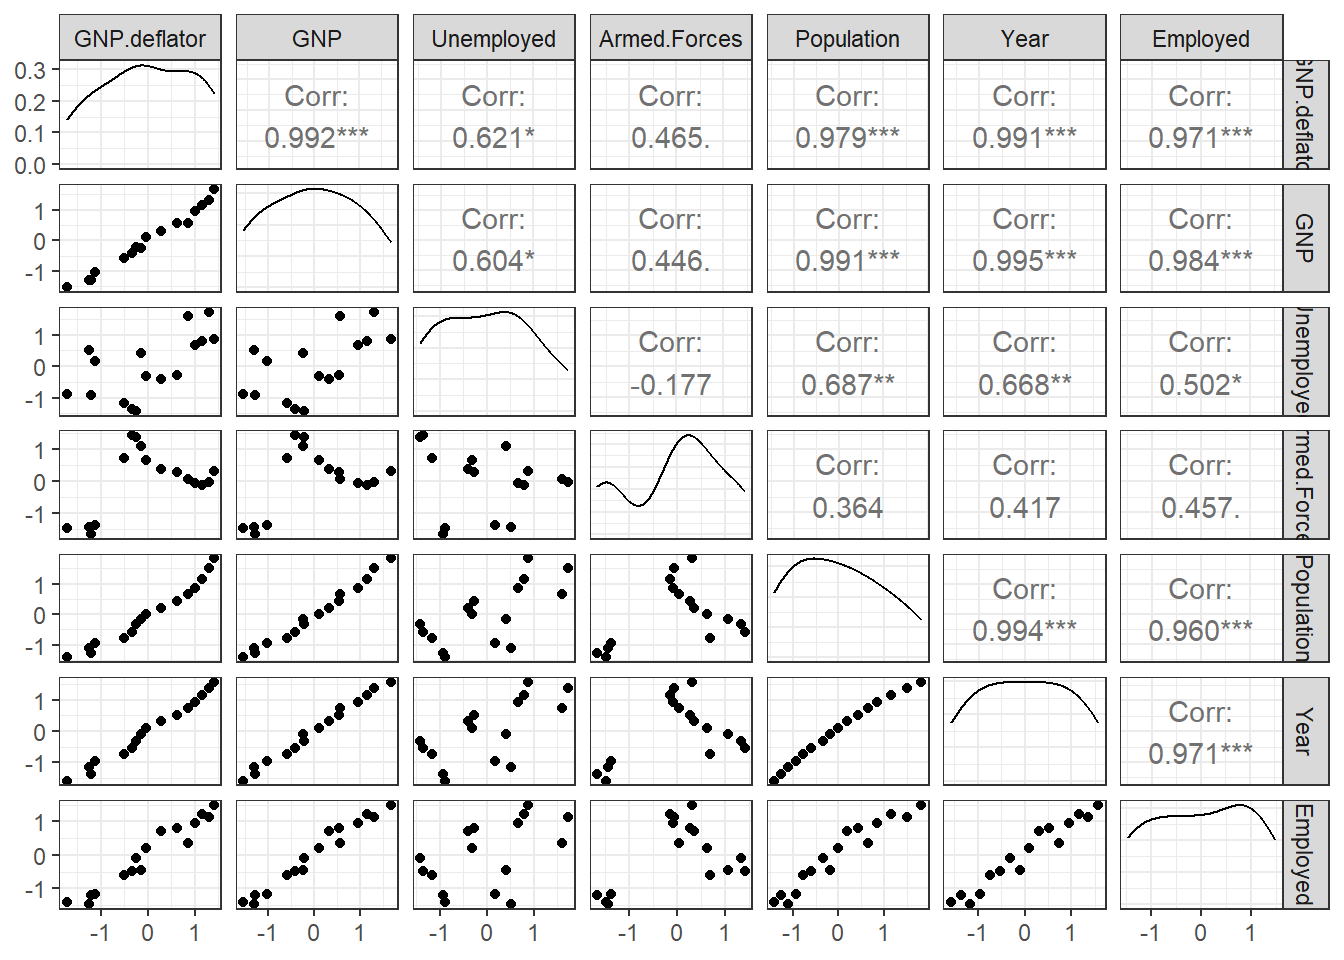 GNP.deflator GNP Unemployed Armed.Forces Population Year Employed
0.3
0.2
0.1
0.0
Corr: Corr: Corr: Corr: Corr: Corr:
0.992*** 0.621* 0.465. 0.979*** 0.991*** 0.971***
GNP.deflato
1
0
-1
Corr: Corr: Corr: Corr: Corr:
0.604* 0.446. 0.991*** 0.995*** 0.984***
GNP
1
0
-1
Corr: Corr: Corr: Corr:
-0.177 0.687** 0.668** 0.502*
Jnemploye
1
0
-1
Corr: Corr: Corr:
0.364 0.417 0.457.
rmed.Force
1
0
-1
Corr: Corr:
0.994*** 0.960***
Population
1
0
-1
Corr:
0.971***
Year
1
0
-1
Employed
-1 0 1 -1 0 1 -1 0 1 -1 0 1 -1 0 1 -1 0 1 -1 0 1